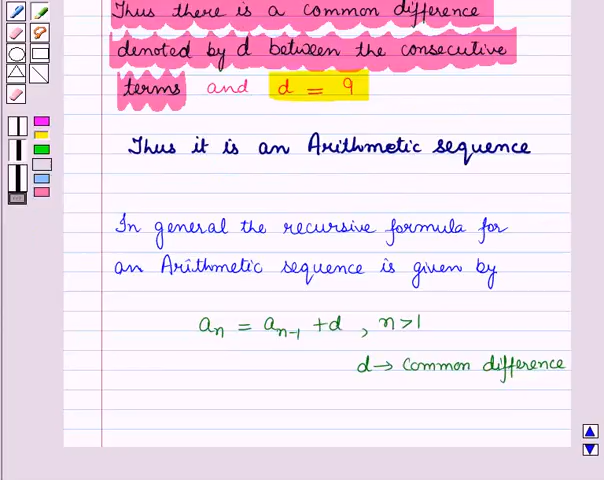 Thus there is a common difference
denoted by d between the consecutive
terms and d = 9
Thus it is an Arithmetic sequence
In general the recursive formula for
an Arithmetic sequence is given by
aₙ = aₙ₋₁ + d , n > 1
d → Common difference